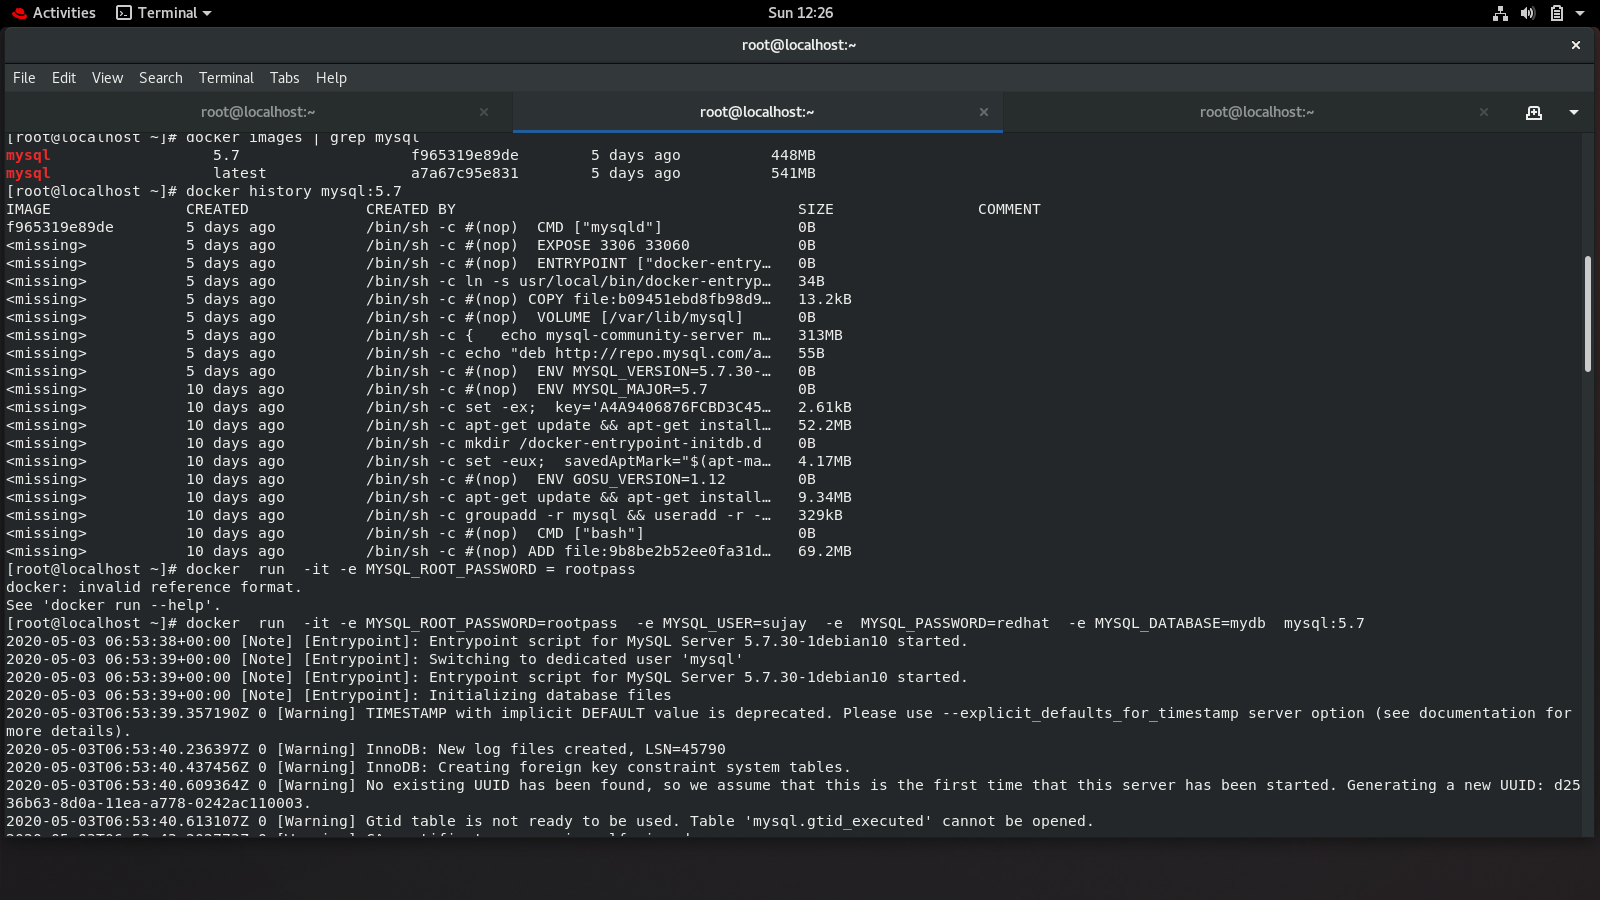 Activities Terminal Sun 12:26
root@localhost:~
File Edit View Search Terminal Tabs Help
root@localhost:~ root@localhost:~ root@localhost:~
[root@localhost ~]# docker images | grep mysql
mysql 5.7 f965319e89de 5 days ago 448MB
mysql latest a7a67c95e831 5 days ago 541MB
[root@localhost ~]# docker history mysql:5.7
IMAGE CREATED CREATED BY SIZE COMMENT
f965319e89de 5 days ago /bin/sh -c #(nop)  CMD ["mysqld"] 0B
<missing> 5 days ago /bin/sh -c #(nop)  EXPOSE 3306 33060 0B
<missing> 5 days ago /bin/sh -c #(nop)  ENTRYPOINT ["docker-entry… 0B
<missing> 5 days ago /bin/sh -c ln -s usr/local/bin/docker-entryp… 34B
<missing> 5 days ago /bin/sh -c #(nop) COPY file:b09451ebd8fb98d9… 13.2kB
<missing> 5 days ago /bin/sh -c #(nop)  VOLUME [/var/lib/mysql] 0B
<missing> 5 days ago /bin/sh -c {   echo mysql-community-server m… 313MB
<missing> 5 days ago /bin/sh -c echo "deb http://repo.mysql.com/a… 55B
<missing> 5 days ago /bin/sh -c #(nop)  ENV MYSQL_VERSION=5.7.30-… 0B
<missing> 10 days ago /bin/sh -c #(nop)  ENV MYSQL_MAJOR=5.7 0B
<missing> 10 days ago /bin/sh -c set -ex;  key='A4A9406876FCBD3C45… 2.61kB
<missing> 10 days ago /bin/sh -c apt-get update && apt-get install… 52.2MB
<missing> 10 days ago /bin/sh -c mkdir /docker-entrypoint-initdb.d 0B
<missing> 10 days ago /bin/sh -c set -eux;  savedAptMark="$(apt-ma… 4.17MB
<missing> 10 days ago /bin/sh -c #(nop)  ENV GOSU_VERSION=1.12 0B
<missing> 10 days ago /bin/sh -c apt-get update && apt-get install… 9.34MB
<missing> 10 days ago /bin/sh -c groupadd -r mysql && useradd -r -… 329kB
<missing> 10 days ago /bin/sh -c #(nop)  CMD ["bash"] 0B
<missing> 10 days ago /bin/sh -c #(nop) ADD file:9b8be2b52ee0fa31d… 69.2MB
[root@localhost ~]# docker  run  -it -e MYSQL_ROOT_PASSWORD = rootpass
docker: invalid reference format.
See 'docker run --help'.
[root@localhost ~]# docker  run  -it -e MYSQL_ROOT_PASSWORD=rootpass  -e MYSQL_USER=sujay  -e  MYSQL_PASSWORD=redhat  -e MYSQL_DATABASE=mydb  mysql:5.7
2020-05-03 06:53:38+00:00 [Note] [Entrypoint]: Entrypoint script for MySQL Server 5.7.30-1debian10 started.
2020-05-03 06:53:39+00:00 [Note] [Entrypoint]: Switching to dedicated user 'mysql'
2020-05-03 06:53:39+00:00 [Note] [Entrypoint]: Entrypoint script for MySQL Server 5.7.30-1debian10 started.
2020-05-03 06:53:39+00:00 [Note] [Entrypoint]: Initializing database files
2020-05-03T06:53:39.357190Z 0 [Warning] TIMESTAMP with implicit DEFAULT value is deprecated. Please use --explicit_defaults_for_timestamp server option (see documentation for
more details).
2020-05-03T06:53:40.236397Z 0 [Warning] InnoDB: New log files created, LSN=45790
2020-05-03T06:53:40.437456Z 0 [Warning] InnoDB: Creating foreign key constraint system tables.
2020-05-03T06:53:40.609364Z 0 [Warning] No existing UUID has been found, so we assume that this is the first time that this server has been started. Generating a new UUID: d25
36b63-8d0a-11ea-a778-0242ac110003.
2020-05-03T06:53:40.613107Z 0 [Warning] Gtid table is not ready to be used. Table 'mysql.gtid_executed' cannot be opened.